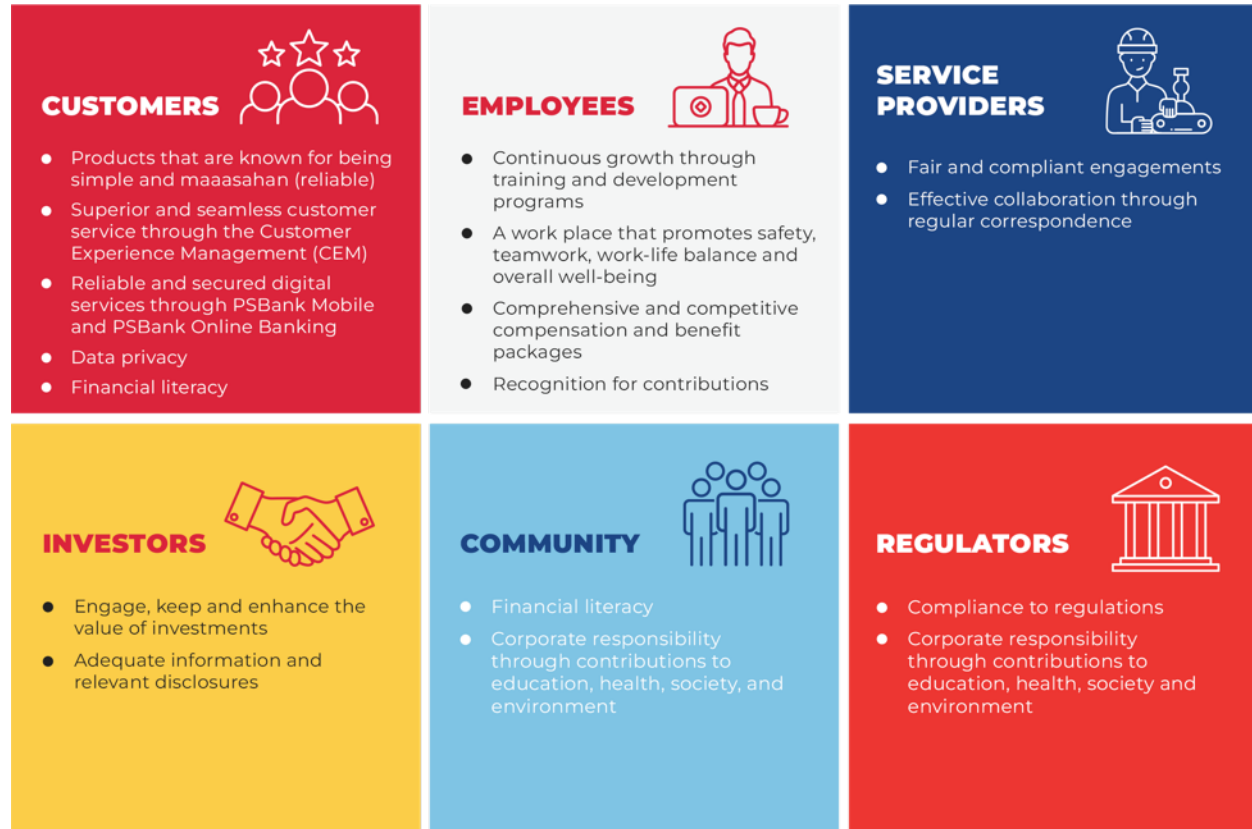 CUSTOMERS
• Products that are known for being
simple and maaasahan (reliable)
• Superior and seamless customer
service through the Customer
Experience Management (CEM)
• Reliable and secured digital
services through PSBank Mobile
and PSBank Online Banking
• Data privacy
• Financial literacy
EMPLOYEES
• Continuous growth through
training and development
programs
• A work place that promotes safety,
teamwork, work-life balance and
overall well-being
• Comprehensive and competitive
compensation and benefit
packages
• Recognition for contributions
SERVICE
PROVIDERS
• Fair and compliant engagements
• Effective collaboration through
regular correspondence
INVESTORS
• Engage, keep and enhance the
value of investments
• Adequate information and
relevant disclosures
COMMUNITY
• Financial literacy
• Corporate responsibility
through contributions to
education, health, society, and
environment
REGULATORS
• Compliance to regulations
• Corporate responsibility
through contributions to
education, health, society and
environment